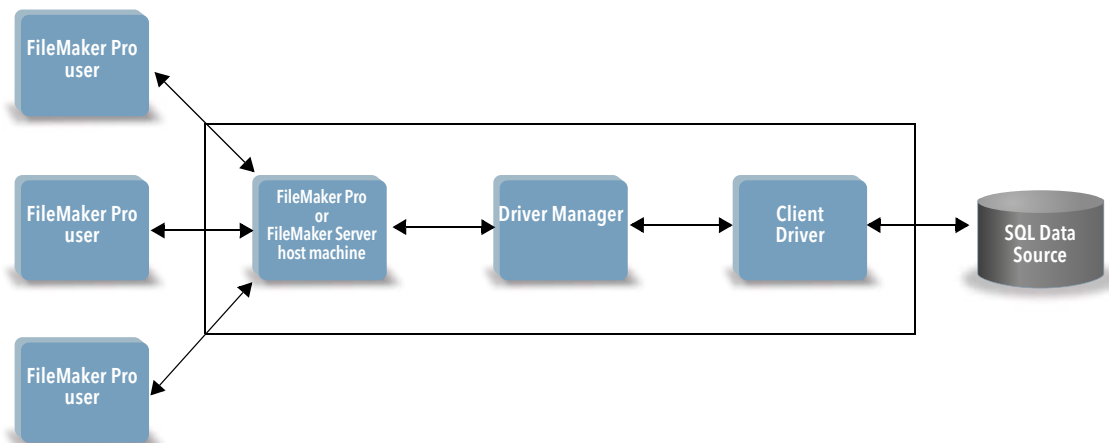 FileMaker Pro
user
FileMaker Pro
user
FileMaker Pro
or
FileMaker Server
host machine
Driver Manager
Client
Driver
SQL Data
Source
FileMaker Pro
user